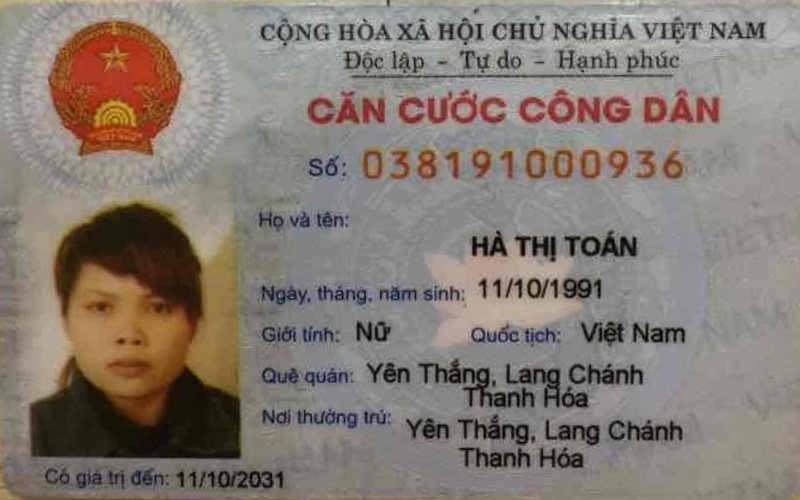 CỘNG HÒA XÃ HỘI CHỦ NGHĨA VIỆT NAM
Độc lập - Tự do - Hạnh phúc
CĂN CƯỚC CÔNG DÂN
Số: 038191000936
Họ và tên:
HÀ THỊ TOÁN
Ngày, tháng, năm sinh: 11/10/1991
Giới tính: Nữ Quốc tịch: Việt Nam
Quê quán: Yên Thắng, Lang Chánh
Thanh Hóa
Nơi thường trú: Yên Thắng, Lang Chánh
Thanh Hóa
Có giá trị đến: 11/10/2031